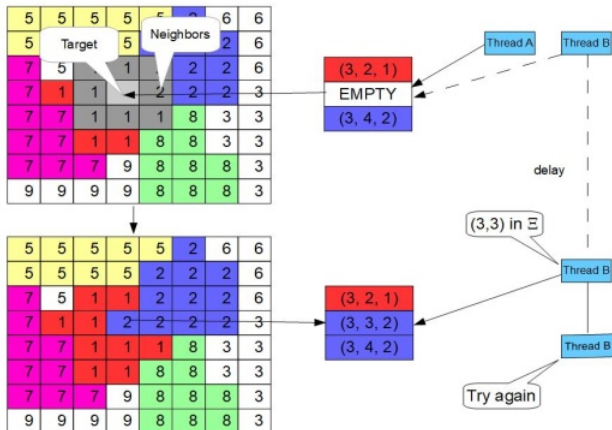 5 5 5 5 5 2 6 6
5 5 2 6
Target
Neighbors
7 5 1 1 2 2 6
7 1 1 2 2 2 3
7 7 1 1 1 8 3 3
7 7 1 1 8 8 3 3
7 7 7 9 8 8 8 3
9 9 9 9 8 8 8 3
(3, 2, 1)
EMPTY
(3, 4, 2)
Thread A
Thread B
delay
5 5 5 5 5 2 6 6
5 5 5 5 2 2 2 6
7 5 1 1 2 2 2 6
7 1 1 2 2 2 2 3
7 7 1 1 1 8 3 3
7 7 1 1 8 8 3 3
7 7 7 9 8 8 8 3
9 9 9 9 8 8 8 3
(3, 2, 1)
(3, 3, 2)
(3, 4, 2)
(3,3) in Ξ
Thread B
Thread B
Try again